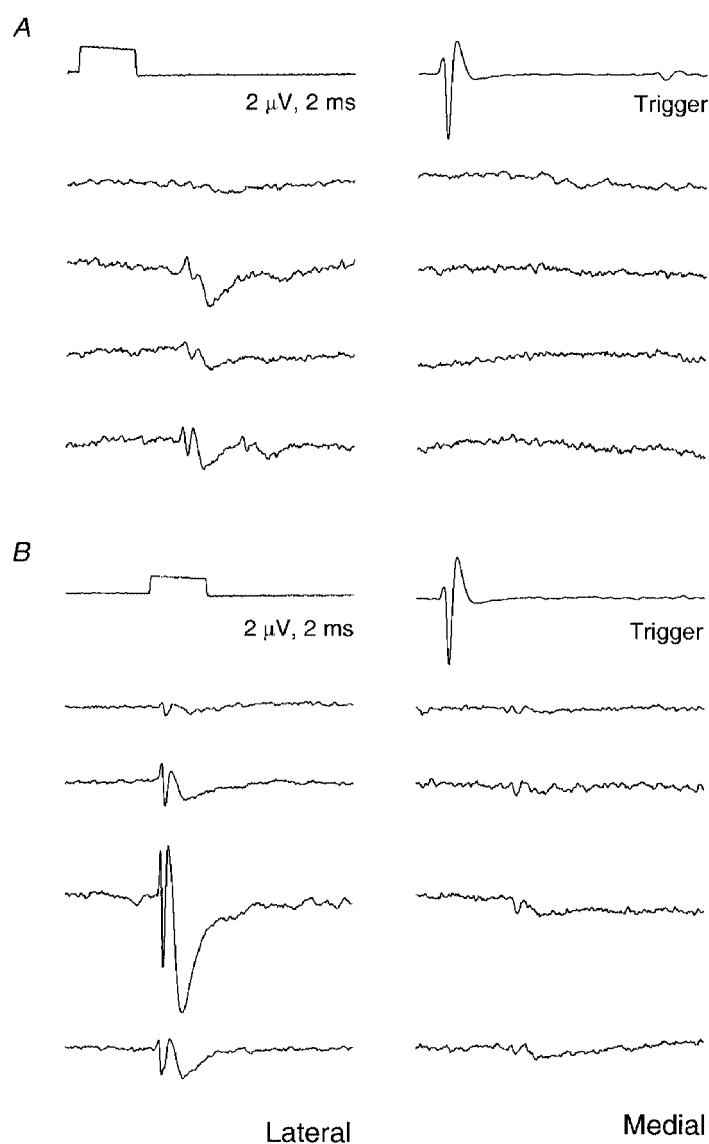 A
2 μV, 2 ms
Trigger
B
2 μV, 2 ms
Trigger
Lateral
Medial